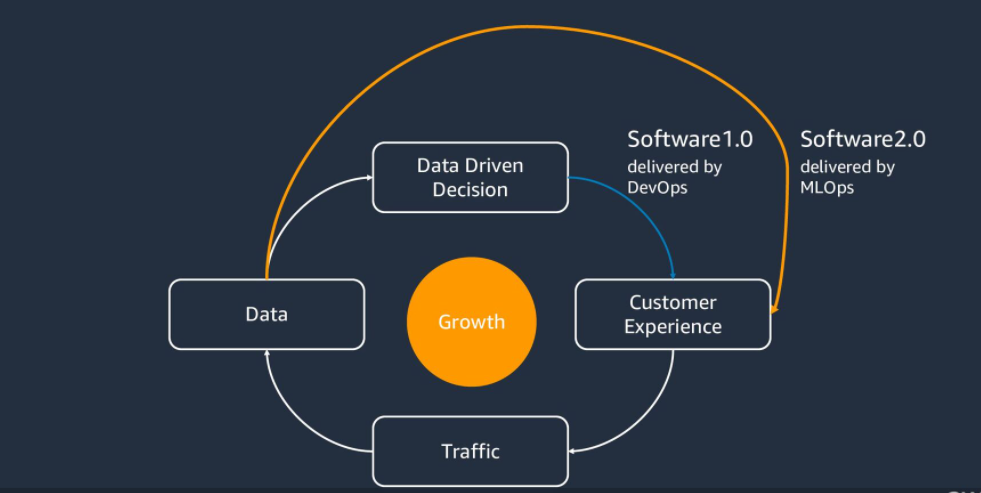 Software1.0
delivered by
DevOps
Software2.0
delivered by
MLOps
Data Driven
Decision
Data
Growth
Customer
Experience
Traffic